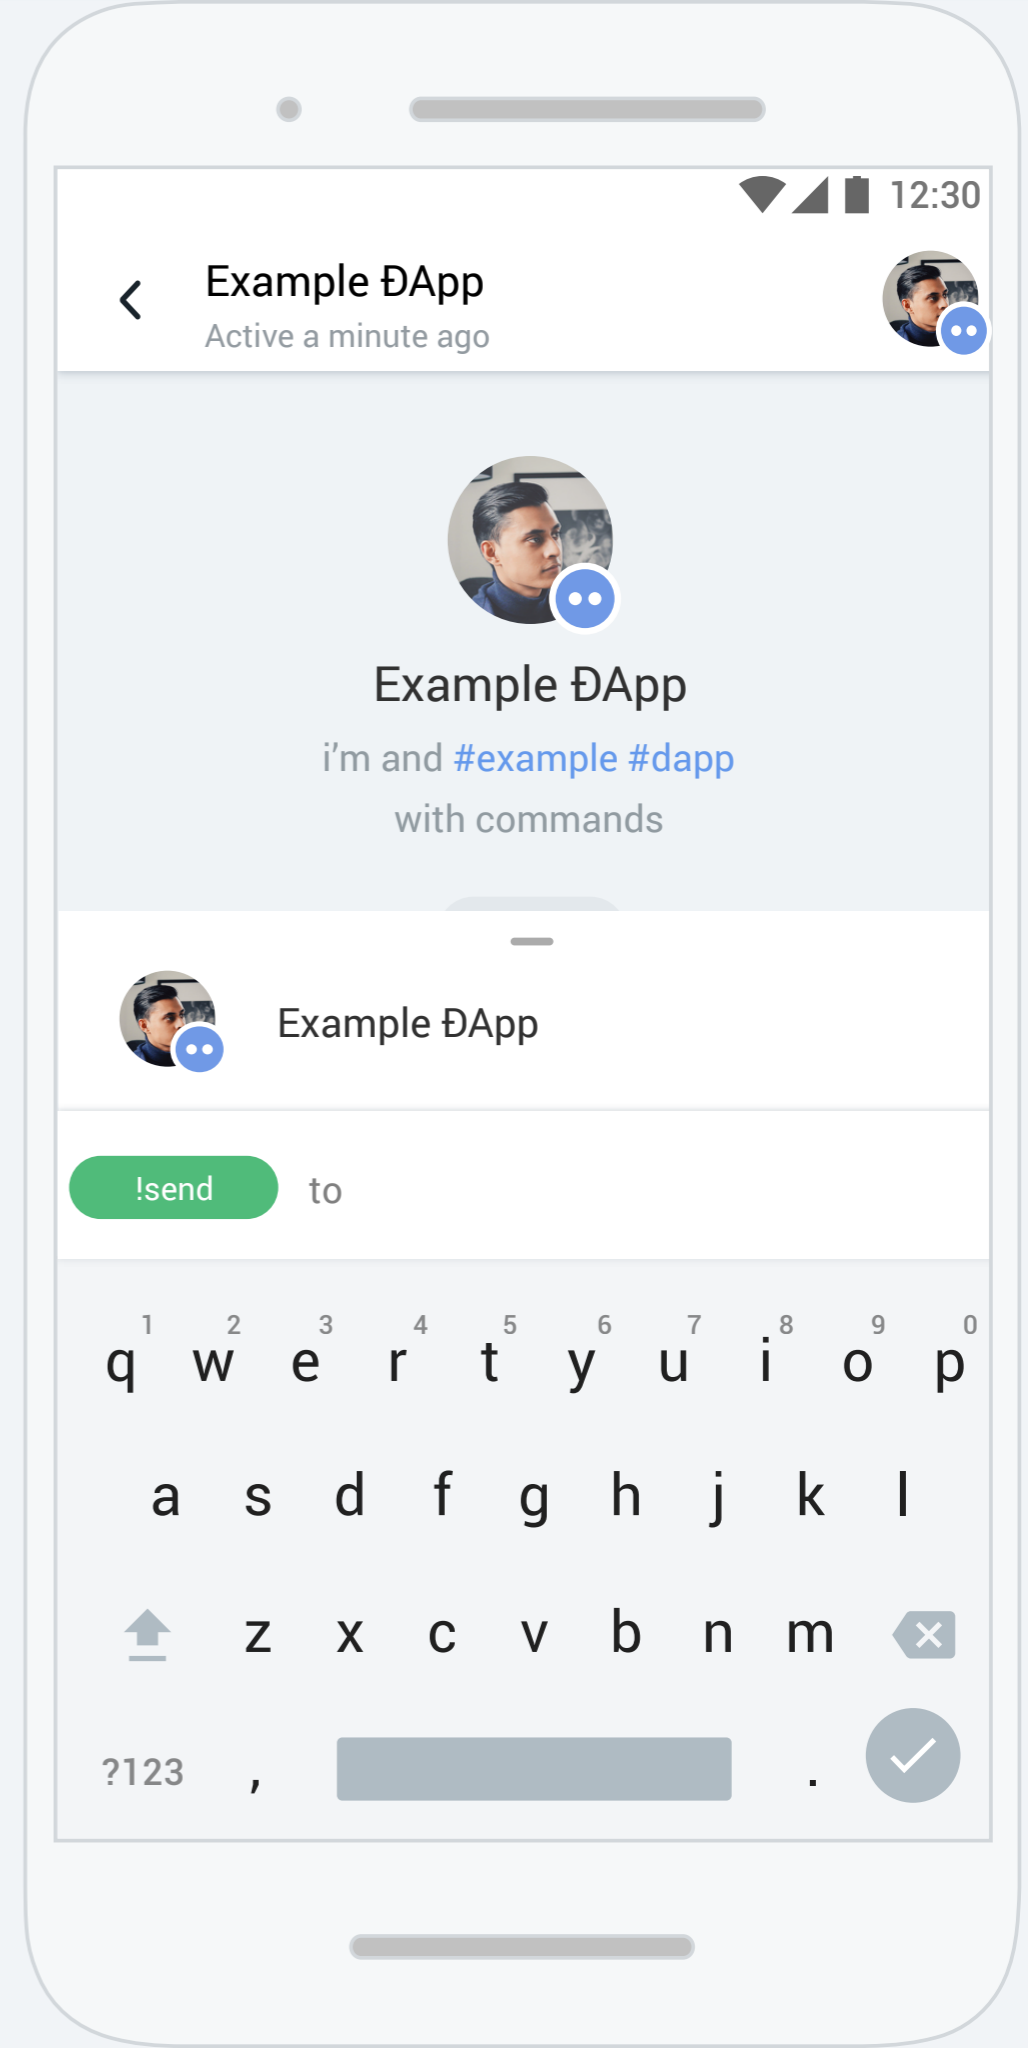 12:30
Example ĐApp
Active a minute ago
Example ĐApp
i’m and #example #dapp
with commands
Example ĐApp
!send to
1 2 3 4 5 6 7 8 9 0
q w e r t y u i o p
a s d f g h j k l
z x c v b n m
?123 , .